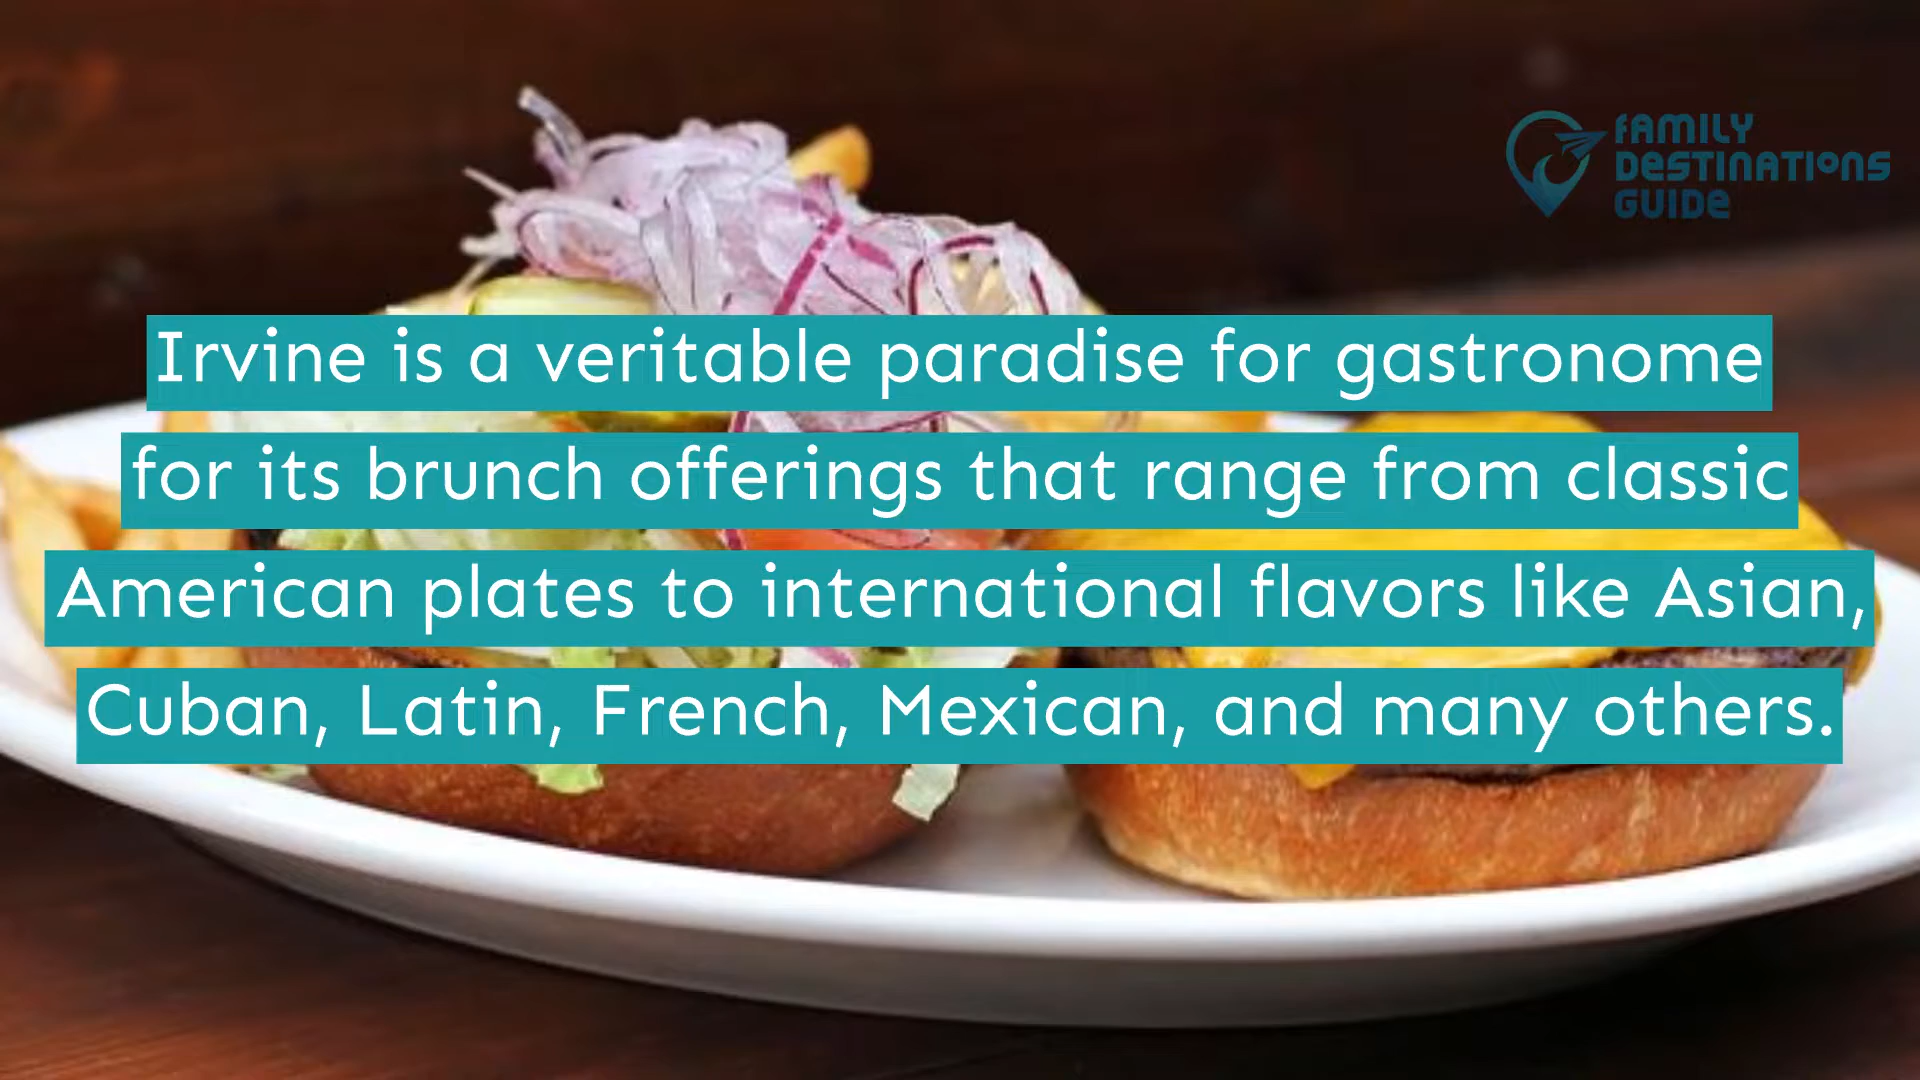 FAMILY
DESTINATIONS
GUIDE
Irvine is a veritable paradise for gastronome
for its brunch offerings that range from classic
American plates to international flavors like Asian,
Cuban, Latin, French, Mexican, and many others.